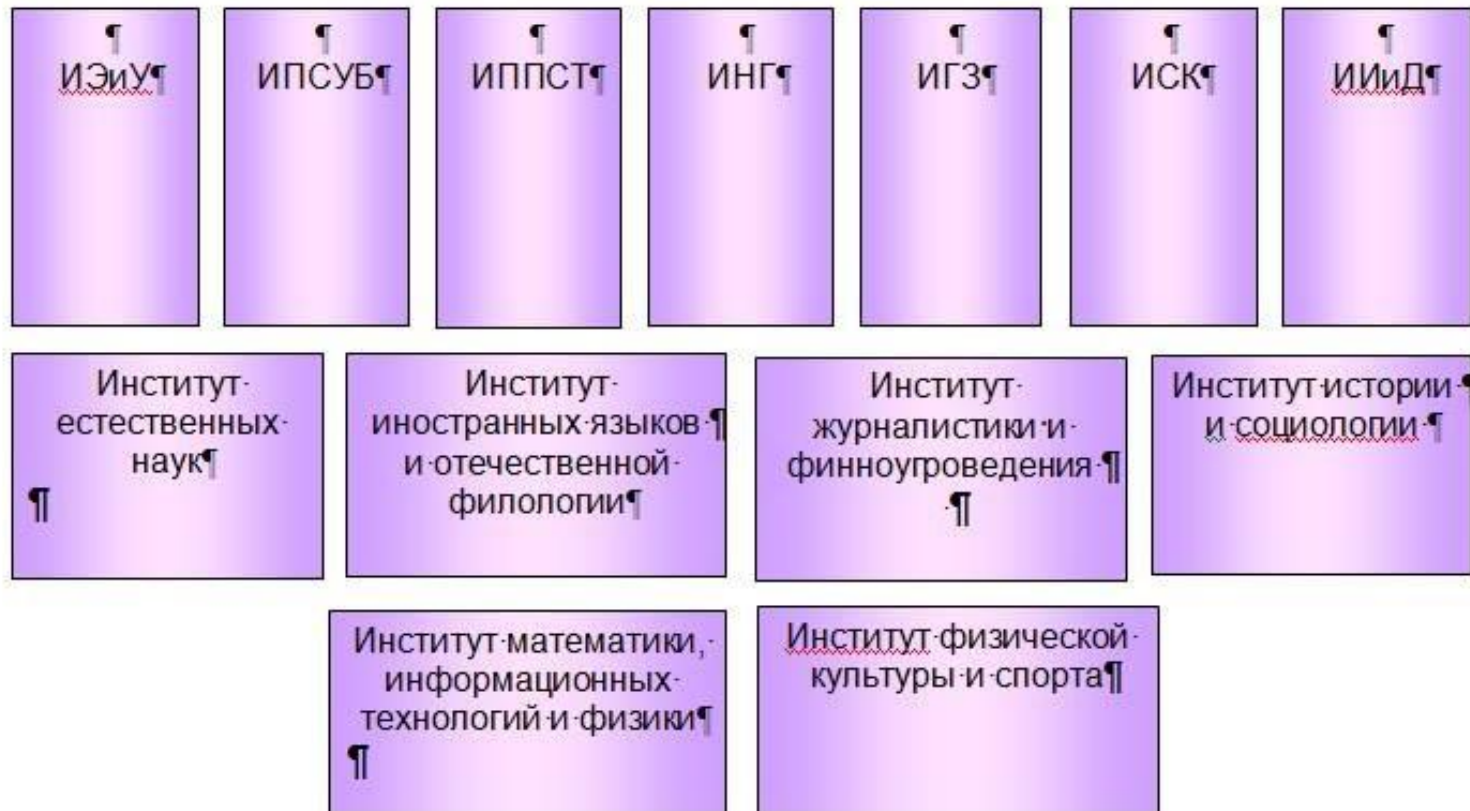 ¶
ИЭиУ¶
¶
ИПСУБ¶
¶
ИППСТ¶
¶
ИНГ¶
¶
ИГЗ¶
¶
ИСК¶
¶
ИИиД¶
Институт·
естественных·
наук¶
¶
Институт·
иностранных·языков·¶
и·отечественной·
филологии¶
Институт·
журналистики·и·
финноугроведения·¶
·¶
Институт·истории·¶
и·социологии·¶
Институт·математики,·
информационных·
технологий·и·физики¶
¶
Институт·физической·
культуры·и·спорта¶